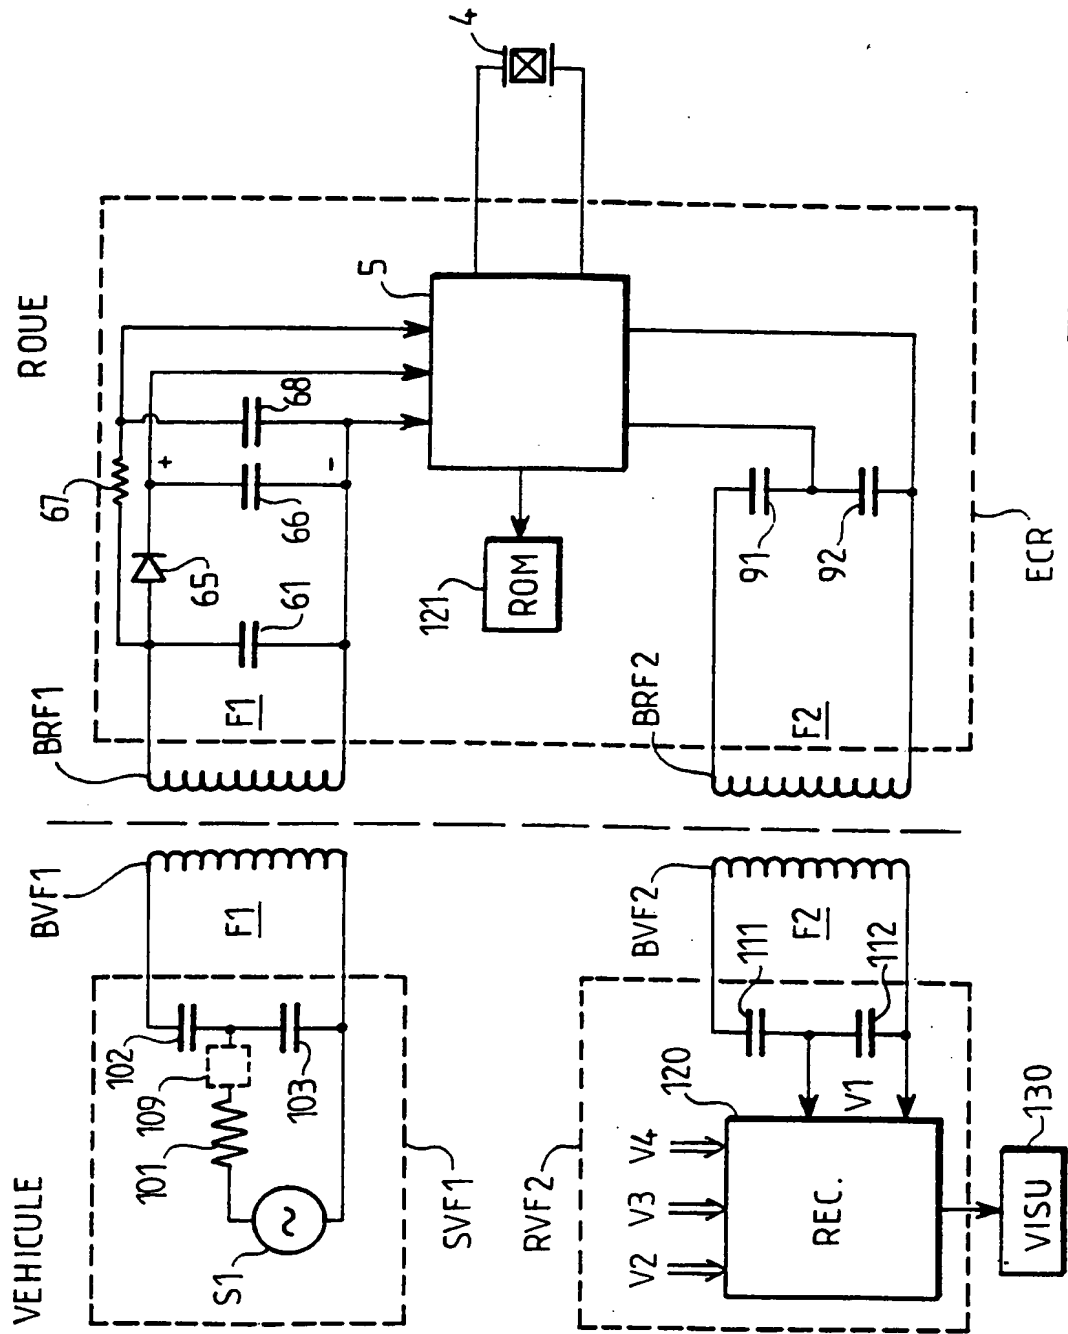 VEHICULE
ROUE
S1
101
109
102
103
SVF1
BVF1
F1
BRF1
F1
61
65
67
66
+
-
68
5
4
121
ROM
RVF2
V2
V3
V4
120
REC.
V1
111
112
BVF2
F2
BRF2
F2
91
92
ECR
VISU
130
~